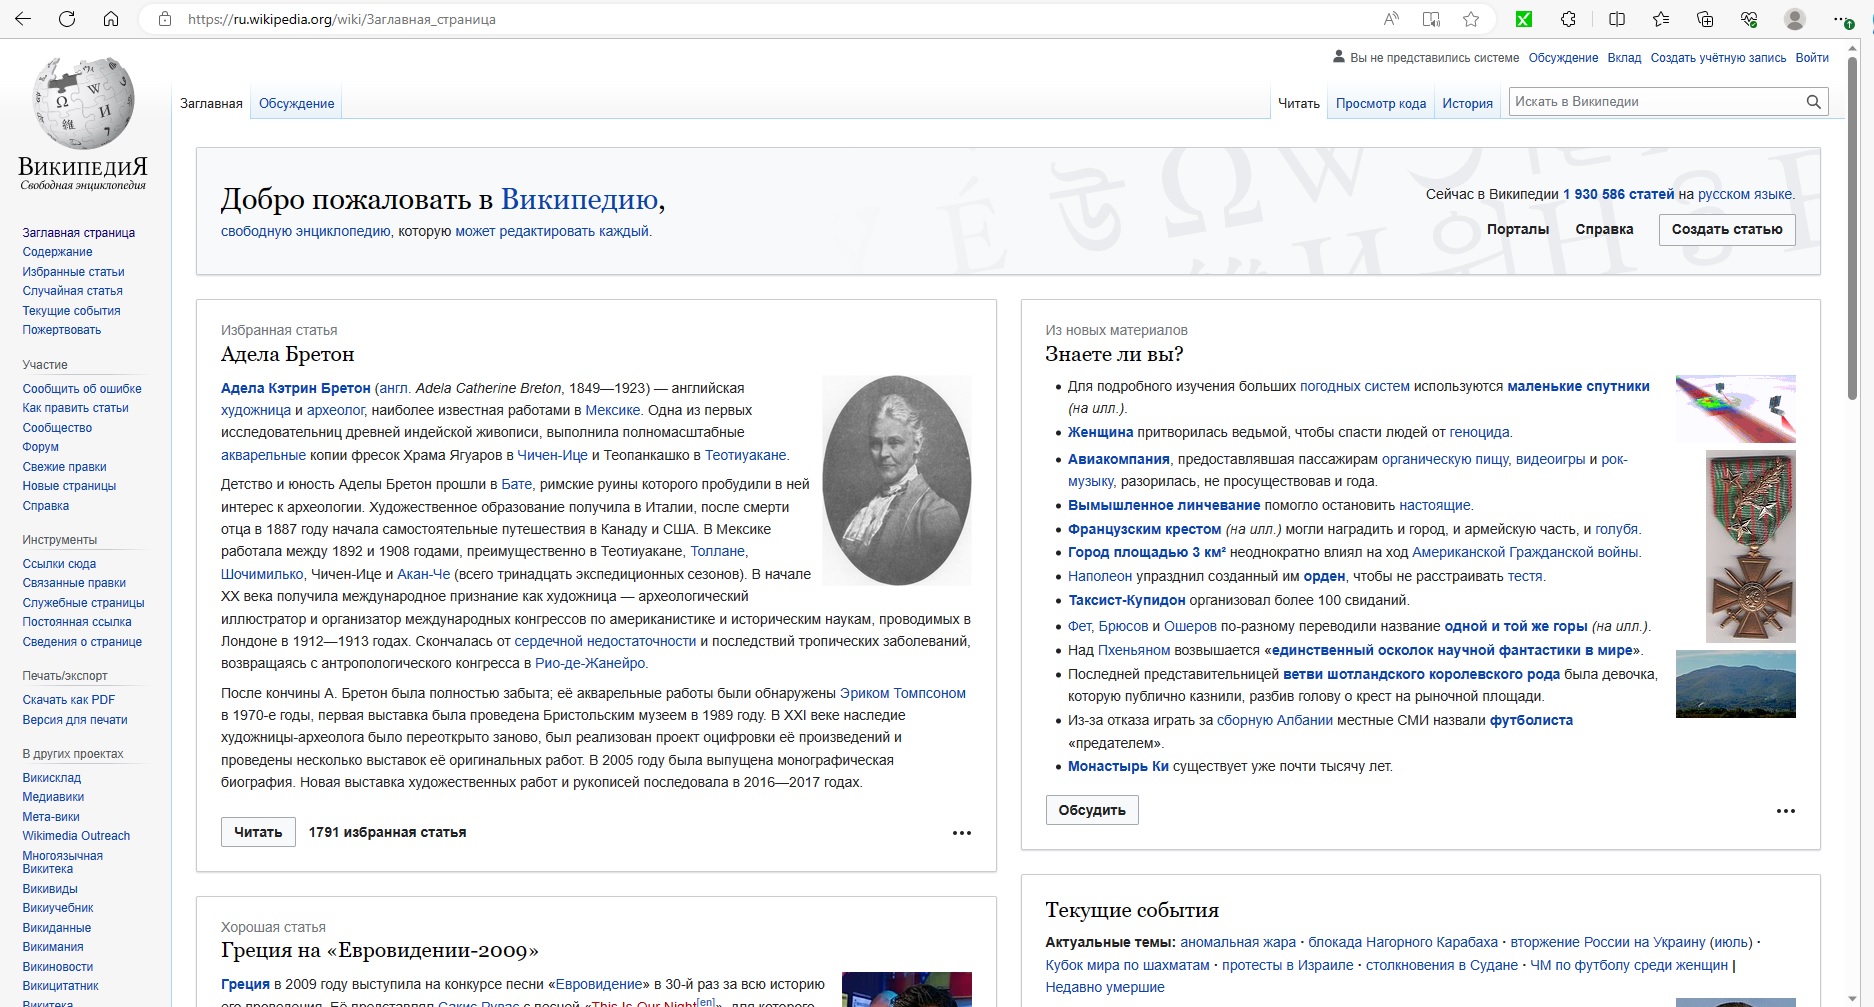 https://ru.wikipedia.org/wiki/Заглавная_страница
Вы не представились системе Обсуждение Вклад Создать учётную запись Войти
Заглавная Обсуждение
Читать Просмотр кода История Искать в Википедии
ВикипедиЯ
Свободная энциклопедия
Заглавная страница
Содержание
Избранные статьи
Случайная статья
Текущие события
Пожертвовать
Участие
Сообщить об ошибке
Как править статьи
Сообщество
Форум
Свежие правки
Новые страницы
Справка
Инструменты
Ссылки сюда
Связанные правки
Служебные страницы
Постоянная ссылка
Сведения о странице
Печать/экспорт
Скачать как PDF
Версия для печати
В других проектах
Викисклад
Медиавики
Мета-вики
Wikimedia Outreach
Многоязычная
Викитека
Викивиды
Викиучебник
Викиданные
Викимания
Викиновости
Викицитатник
Викитека
Добро пожаловать в Википедию,
свободную энциклопедию, которую может редактировать каждый.
Сейчас в Википедии 1 930 586 статей на русском языке.
Порталы Справка Создать статью
Избранная статья
Адела Бретон
Адела Кэтрин Бретон (англ. Adela Catherine Breton, 1849—1923) — английская
художница и археолог, наиболее известная работами в Мексике. Одна из первых
исследовательниц древней индейской живописи, выполнила полномасштабные
акварельные копии фресок Храма Ягуаров в Чичен-Ице и Теопанкашко в Теотиуакане.
Детство и юность Аделы Бретон прошли в Бате, римские руины которого пробудили в ней
интерес к археологии. Художественное образование получила в Италии, после смерти
отца в 1887 году начала самостоятельные путешествия в Канаду и США. В Мексике
работала между 1892 и 1908 годами, преимущественно в Теотиуакане, Толлане,
Шочимилько, Чичен-Ице и Акан-Че (всего тринадцать экспедиционных сезонов). В начале
XX века получила международное признание как художница — археологический
иллюстратор и организатор международных конгрессов по американистике и историческим наукам, проводимых в
Лондоне в 1912—1913 годах. Скончалась от сердечной недостаточности и последствий тропических заболеваний,
возвращаясь с антропологического конгресса в Рио-де-Жанейро.
После кончины А. Бретон была полностью забыта; её акварельные работы были обнаружены Эриком Томпсоном
в 1970-е годы, первая выставка была проведена Бристольским музеем в 1989 году. В XXI веке наследие
художницы-археолога было переоткрыто заново, был реализован проект оцифровки её произведений и
проведены несколько выставок её оригинальных работ. В 2005 году была выпущена монографическая
биография. Новая выставка художественных работ и рукописей последовала в 2016—2017 годах.
Читать 1791 избранная статья
Хорошая статья
Греция на «Евровидении-2009»
Греция в 2009 году выступила на конкурсе песни «Евровидение» в 30-й раз за всю историю
его проведения. Её представлял Сакис Рувас с песней «This Is Our Night[en]», для которого
Из новых материалов
Знаете ли вы?
• Для подробного изучения больших погодных систем используются маленькие спутники
(на илл.).
• Женщина притворилась ведьмой, чтобы спасти людей от геноцида.
• Авиакомпания, предоставлявшая пассажирам органическую пищу, видеоигры и рок-
музыку, разорилась, не просуществовав и года.
• Вымышленное линчевание помогло остановить настоящие.
• Французским крестом (на илл.) могли наградить и город, и армейскую часть, и голубя.
• Город площадью 3 км² неоднократно влиял на ход Американской Гражданской войны.
• Наполеон упразднил созданный им орден, чтобы не расстраивать тестя.
• Таксист-Купидон организовал более 100 свиданий.
• Фет, Брюсов и Ошеров по-разному переводили название одной и той же горы (на илл.).
• Над Пхеньяном возвышается «единственный осколок научной фантастики в мире».
• Последней представительницей ветви шотландского королевского рода была девочка,
которую публично казнили, разбив голову о крест на рыночной площади.
• Из-за отказа играть за сборную Албании местные СМИ назвали футболиста
«предателем».
• Монастырь Ки существует уже почти тысячу лет.
Обсудить
Текущие события
Актуальные темы: аномальная жара · блокада Нагорного Карабаха · вторжение России на Украину (июль) ·
Кубок мира по шахматам · протесты в Израиле · столкновения в Судане · ЧМ по футболу среди женщин |
Недавно умершие